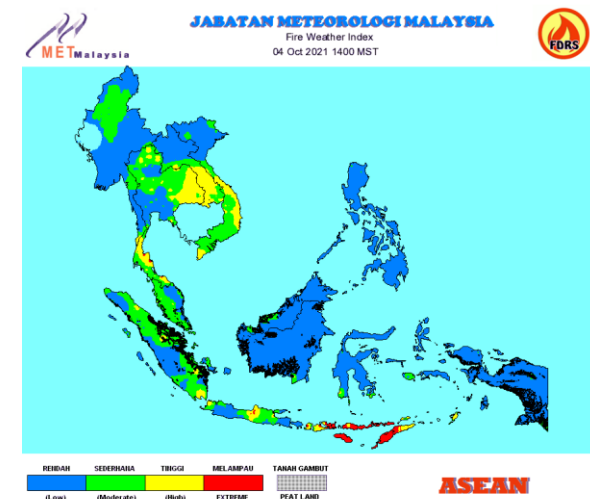 JABATAN METEOROLOGI MALAYSIA
Fire Weather Index
04 Oct 2021 1400 MST
METMalaysia
FDRS
RENDAH SEDERHANA TINGGI MELAMPAU TANAH GAMBUT
(Low) (Moderate) (High) EXTREME PEAT LAND
ASEAN